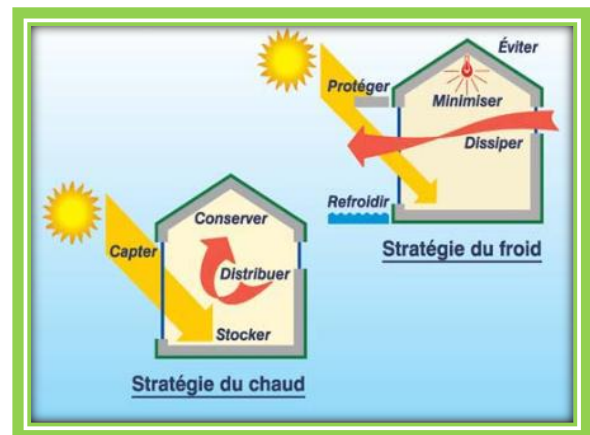 Éviter
Protéger
Minimiser
Dissiper
Refroidir
Stratégie du froid
Conserver
Capter
Distribuer
Stocker
Stratégie du chaud